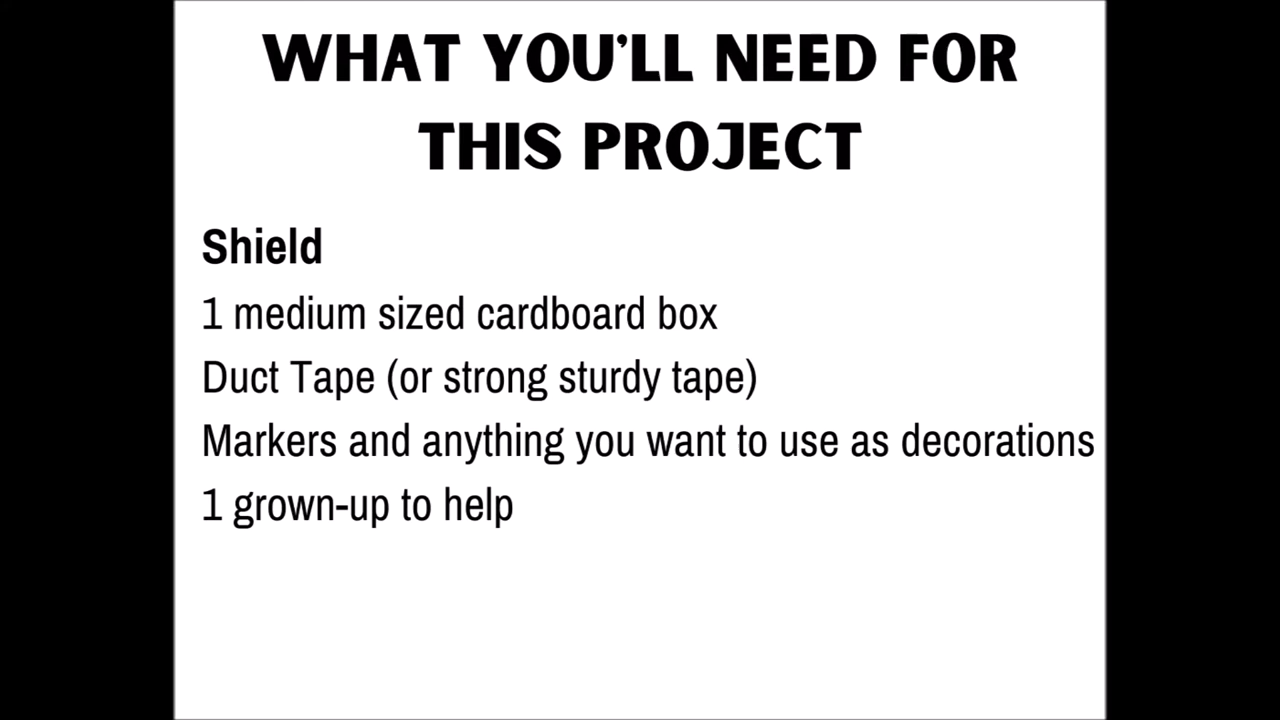 WHAT YOU'LL NEED FOR
THIS PROJECT
Shield
1 medium sized cardboard box
Duct Tape (or strong sturdy tape)
Markers and anything you want to use as decorations
1 grown-up to help